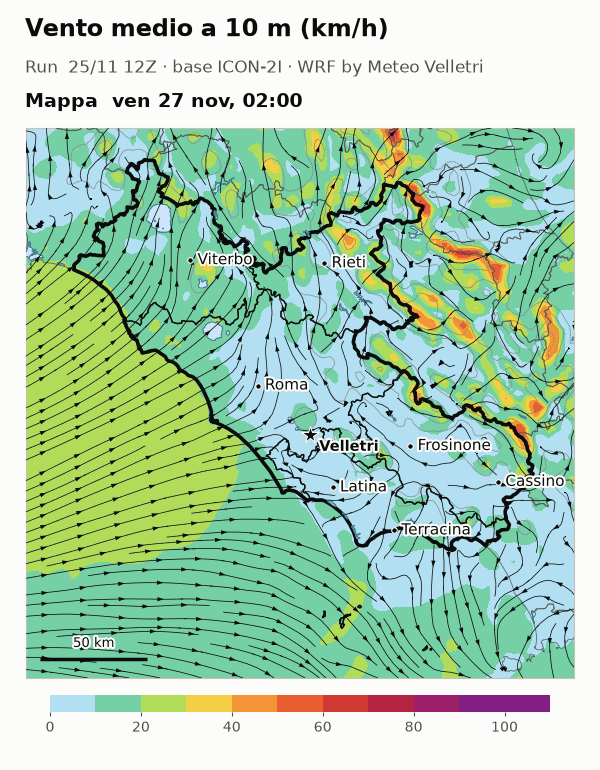 Vento medio a 10 m (km/h)
Run  25/11 12Z · base ICON-2I · WRF by Meteo Velletri
Mappa  ven 27 nov, 02:00
Viterbo
Rieti
Roma
Velletri
Frosinone
Latina
Cassino
Terracina
50 km
0 20 40 60 80 100